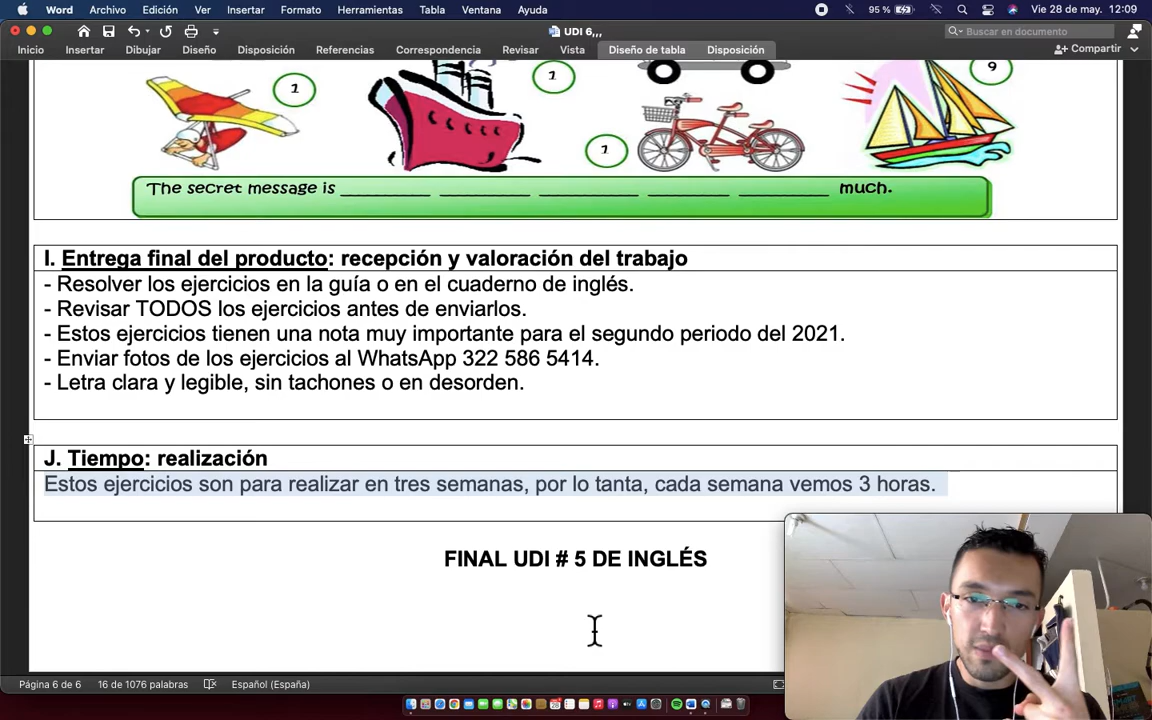 Word Archivo Edición Ver Insertar Formato Herramientas Tabla Ventana Ayuda 95 % Vie 28 de may. 12:09
UDI 6,,, Buscar en documento
Inicio Insertar Dibujar Diseño Disposición Referencias Correspondencia Revisar Vista Diseño de tabla Disposición Compartir
1 1 9
1
The secret message is __________ __________ ___________ _________ __________ much.
I. Entrega final del producto: recepción y valoración del trabajo
- Resolver los ejercicios en la guía o en el cuaderno de inglés.
- Revisar TODOS los ejercicios antes de enviarlos.
- Estos ejercicios tienen una nota muy importante para el segundo periodo del 2021.
- Enviar fotos de los ejercicios al WhatsApp 322 586 5414.
- Letra clara y legible, sin tachones o en desorden.
J. Tiempo: realización
Estos ejercicios son para realizar en tres semanas, por lo tanta, cada semana vemos 3 horas.
FINAL UDI # 5 DE INGLÉS
Página 6 de 6 16 de 1076 palabras Español (España)